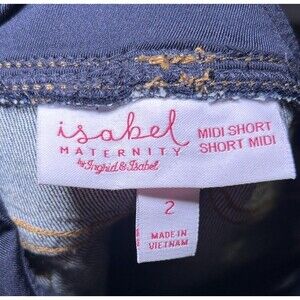 isabel
MATERNITY
by Ingrid & Isabel
MIDI SHORT
SHORT MIDI
2
MADE IN
VIETNAM